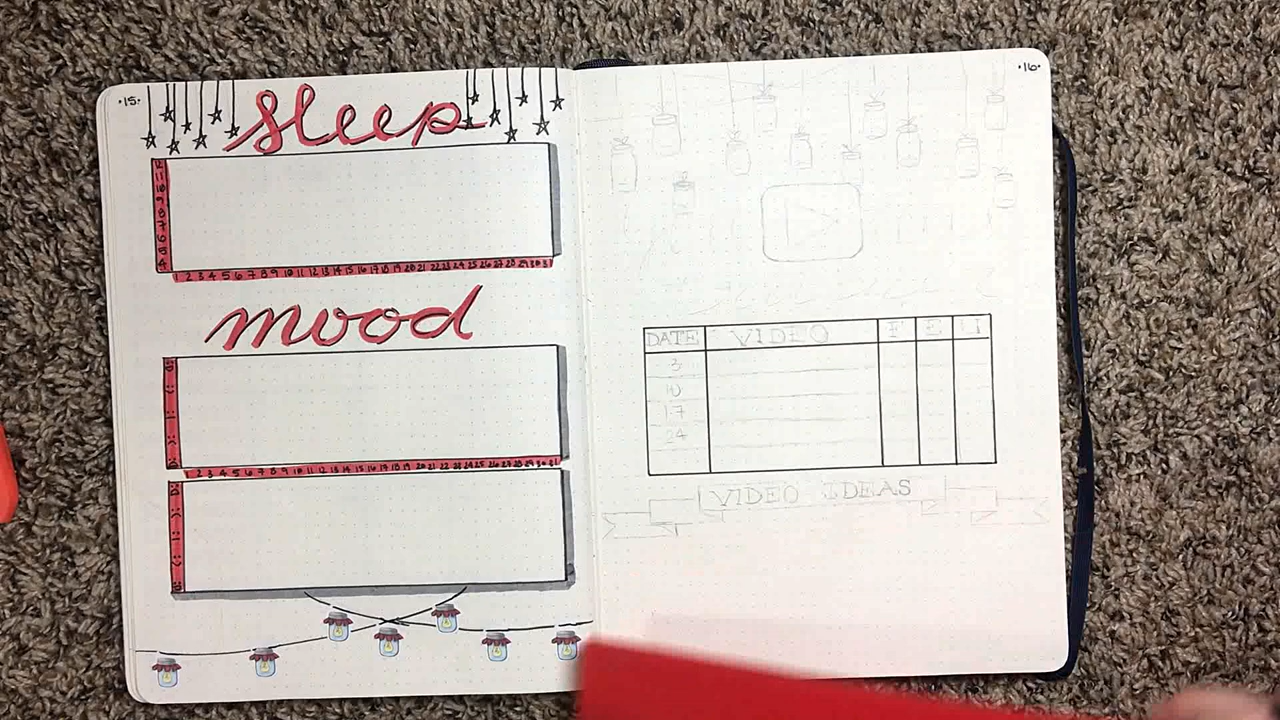 ·15·
sleep
12
11
10
9
8
7
6
5
4
1 2 3 4 5 6 7 8 9 10 11 12 13 14 15 16 17 18 19 20 21 22 23 24 25 26 27 28 29 30 31
mood
2 3 4 5 6 7 8 9 10 11 12 13 14 15 16 17 18 19 20 21 22 23 24 25 26 27 28 29 30 31
·16·
DATE VIDEO F E U
3
10
17
24
VIDEO IDEAS